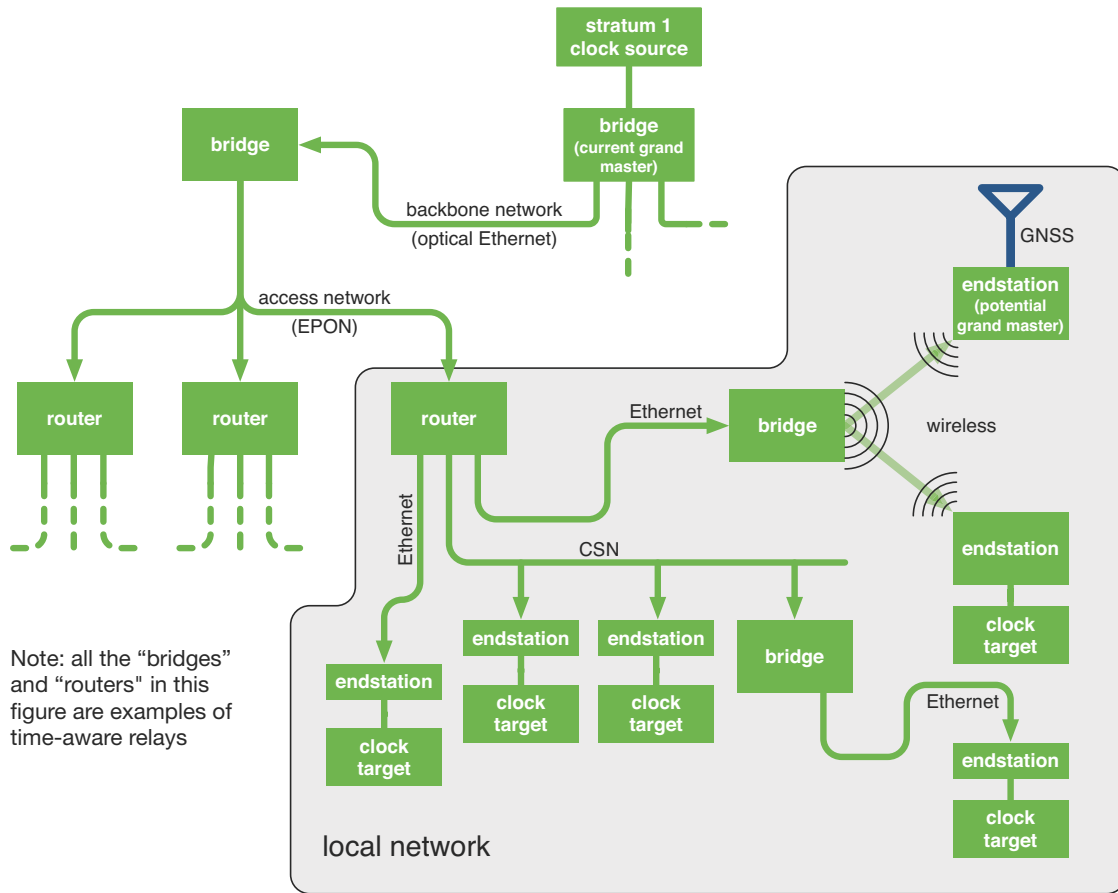 stratum 1
clock source
bridge
bridge
(current grand
master)
backbone network
(optical Ethernet)
GNSS
endstation
(potential
grand master)
access network
(EPON)
router
router
router
Ethernet
bridge
wireless
Ethernet
CSN
endstation
clock
target
endstation
clock
target
endstation
clock
target
bridge
Note: all the “bridges”
and “routers" in this
figure are examples of
time-aware relays
endstation
clock
target
Ethernet
endstation
clock
target
local network